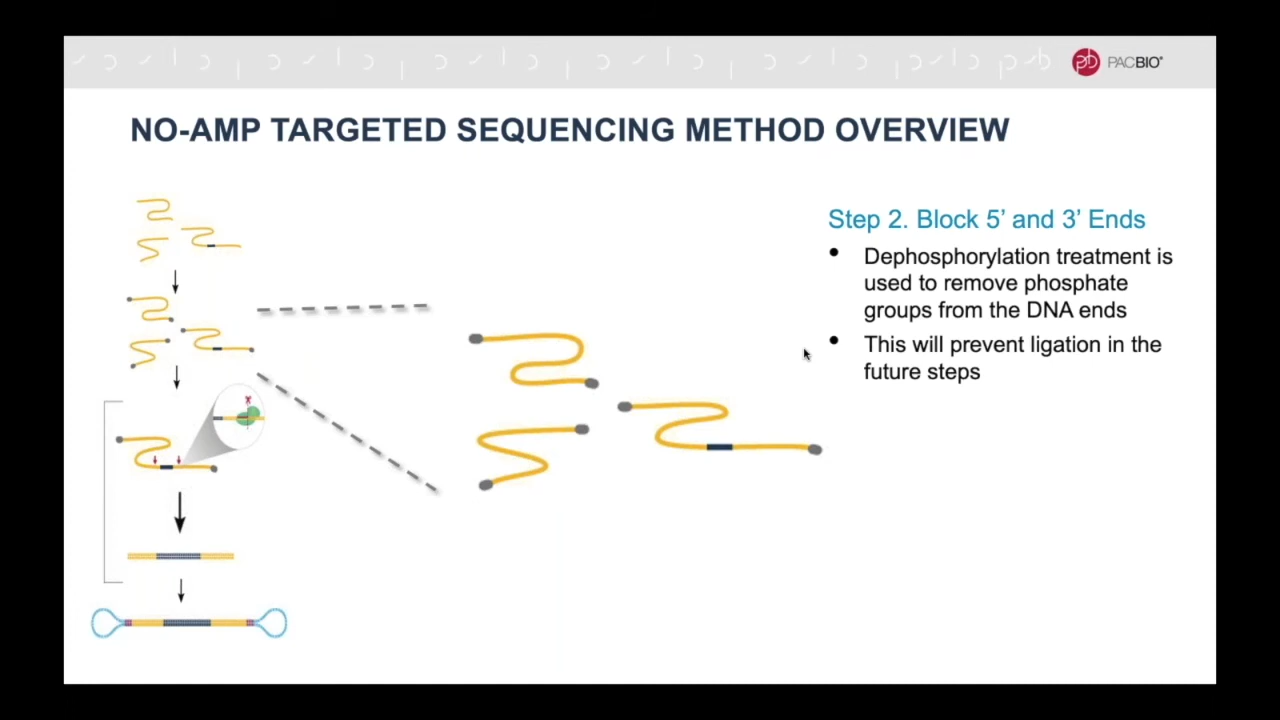 PACBIO®
NO-AMP TARGETED SEQUENCING METHOD OVERVIEW
Step 2. Block 5’ and 3’ Ends
• Dephosphorylation treatment is
used to remove phosphate
groups from the DNA ends
• This will prevent ligation in the
future steps